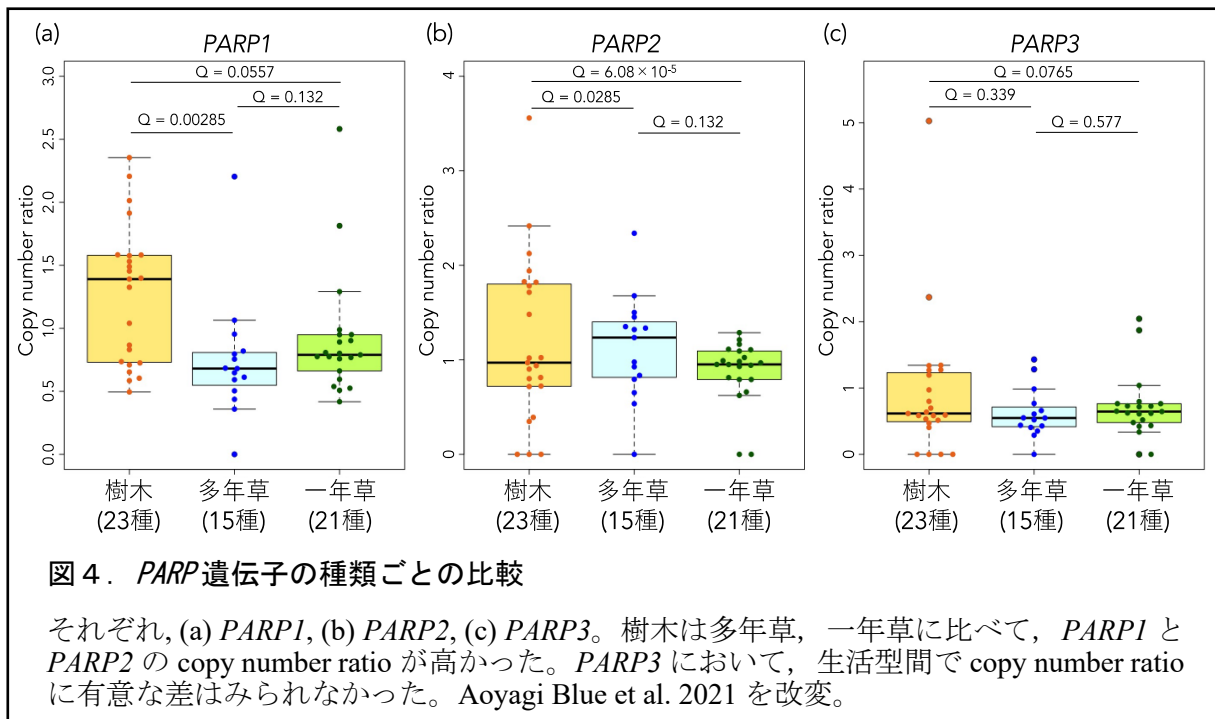 (a)
PARP1
Q = 0.0557
Q = 0.132
Q = 0.00285
Copy number ratio
3.0
2.5
2.0
1.5
1.0
0.5
0.0
樹木
(23種)
多年草
(15種)
一年草
(21種)
(b)
PARP2
Q = 6.08×10-5
Q = 0.0285
Q = 0.132
Copy number ratio
4
3
2
1
0
樹木
(23種)
多年草
(15種)
一年草
(21種)
(c)
PARP3
Q = 0.0765
Q = 0.339
Q = 0.577
Copy number ratio
5
4
3
2
1
0
樹木
(23種)
多年草
(15種)
一年草
(21種)
図４．PARP遺伝子の種類ごとの比較
それぞれ, (a) PARP1, (b) PARP2, (c) PARP3。樹木は多年草，一年草に比べて，PARP1 と
PARP2 の copy number ratio が高かった。PARP3 において，生活型間で copy number ratio
に有意な差はみられなかった。Aoyagi Blue et al. 2021 を改変。